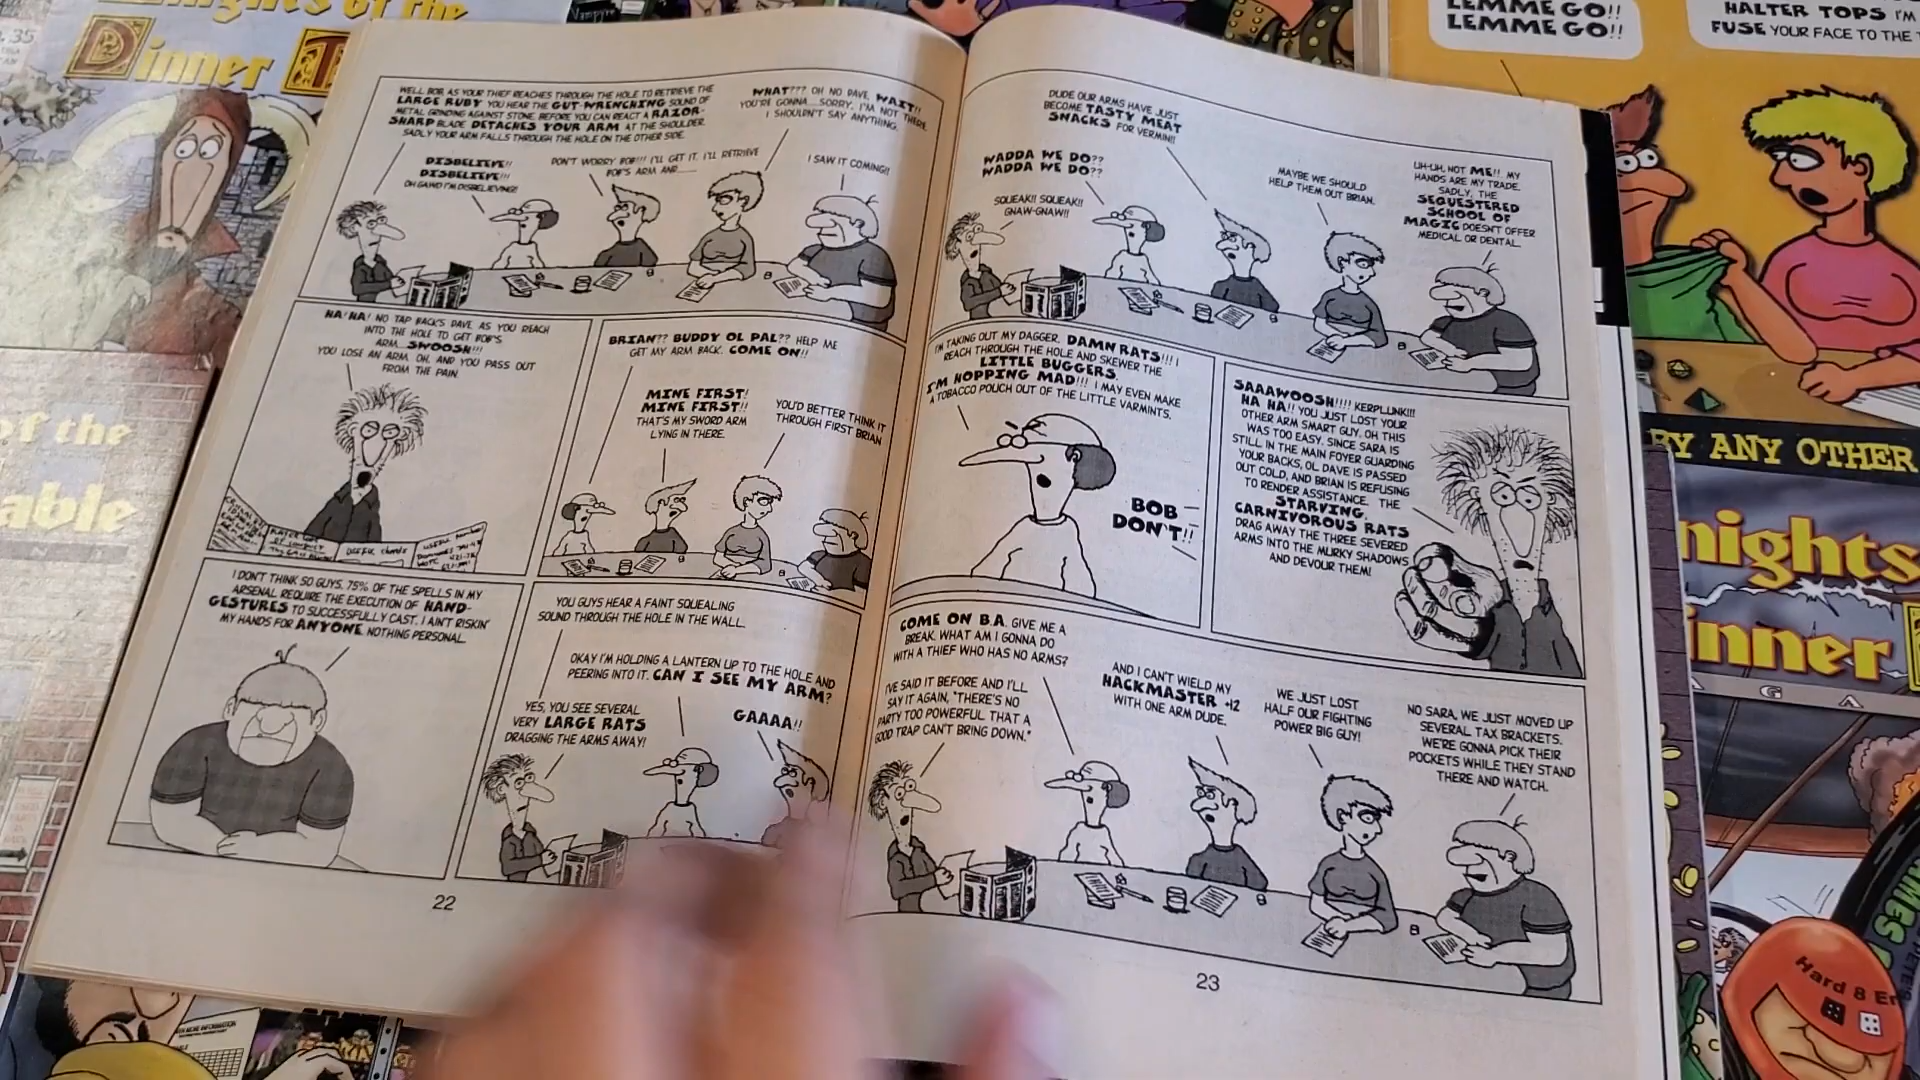 WELL BOB, AS YOUR THIEF REACHES THROUGH THE HOLE TO RETRIEVE THE
LARGE RUBY YOU HEAR THE GUT-WRENCHING SOUND OF
METAL GRINDING AGAINST STONE. BEFORE YOU CAN REACT A RAZOR-
SHARP BLADE DETACHES YOUR ARM AT THE SHOULDER.
SADLY YOUR ARM FALLS THROUGH THE HOLE ON THE OTHER SIDE.
WHAT??? OH NO DAVE, WAIT!!
YOU'RE GONNA.....SORRY, I'M NOT THERE.
I SHOULDN'T SAY ANYTHING.
DISBELIEVE!!
DISBELIEVE!!!
OH GAWD I'M DISBELIEVING!!
DON'T WORRY BOB!!! I'LL GET IT. I'LL RETRIEVE
BOB'S ARM AND......
I SAW IT COMING!!
HA! HA! NO TAP BACKS DAVE. AS YOU REACH
INTO THE HOLE TO GET BOB'S
ARM...SWOOSH!!!
YOU LOSE AN ARM. OH, AND YOU PASS OUT
FROM THE PAIN.
BRIAN?? BUDDY OL PAL?? HELP ME
GET MY ARM BACK. COME ON!!
MINE FIRST!
MINE FIRST!!
THAT'S MY SWORD ARM
LYING IN THERE.
YOU'D BETTER THINK IT
THROUGH FIRST BRIAN
I DON'T THINK SO GUYS. 75% OF THE SPELLS IN MY
ARSENAL REQUIRE THE EXECUTION OF HAND-
GESTURES TO SUCCESSFULLY CAST. I AIN'T RISKIN'
MY HANDS FOR ANYONE. NOTHING PERSONAL.
YOU GUYS HEAR A FAINT SQUEALING
SOUND THROUGH THE HOLE IN THE WALL.
OKAY I'M HOLDING A LANTERN UP TO THE HOLE AND
PEERING INTO IT. CAN I SEE MY ARM?
YES, YOU SEE SEVERAL
VERY LARGE RATS
DRAGGING THE ARMS AWAY!
GAAAA!!
22
DUDE OUR ARMS HAVE JUST
BECOME TASTY MEAT
SNACKS FOR VERMIN!!
WADDA WE DO??
WADDA WE DO??
SQUEAK!! SQUEAK!!
GNAW-GNAW!!
MAYBE WE SHOULD
HELP THEM OUT BRIAN.
UH-UH, NOT ME!! MY
HANDS ARE MY TRADE.
SADLY, THE
SEQUESTERED
SCHOOL OF
MAGIC DOESN'T OFFER
MEDICAL OR DENTAL.
I'M TAKING OUT MY DAGGER. DAMN RATS!!! I
REACH THROUGH THE HOLE AND SKEWER THE
LITTLE BUGGERS.
I'M HOPPING MAD!!! I MAY EVEN MAKE
A TOBACCO POUCH OUT OF THE LITTLE VARMINTS.
BOB
DON'T!!
SAAAWOOSH!!!! KERPLUNK!!!
HA HA!! YOU JUST LOST YOUR
OTHER ARM SMART GUY. OH THIS
WAS TOO EASY. SINCE SARA IS
STILL IN THE MAIN FOYER GUARDING
YOUR BACKS, OL DAVE IS PASSED
OUT COLD, AND BRIAN IS REFUSING
TO RENDER ASSISTANCE. THE
STARVING,
CARNIVOROUS RATS
DRAG AWAY THE THREE SEVERED
ARMS INTO THE MURKY SHADOWS
AND DEVOUR THEM!
COME ON B.A. GIVE ME A
BREAK. WHAT AM I GONNA DO
WITH A THIEF WHO HAS NO ARMS?
I'VE SAID IT BEFORE AND I'LL
SAY IT AGAIN, "THERE'S NO
PARTY TOO POWERFUL THAT A
GOOD TRAP CAN'T BRING DOWN."
AND I CAN'T WIELD MY
HACKMASTER +12
WITH ONE ARM DUDE.
WE JUST LOST
HALF OUR FIGHTING
POWER BIG GUY!
NO SARA, WE JUST MOVED UP
SEVERAL TAX BRACKETS.
WE'RE GONNA PICK THEIR
POCKETS WHILE THEY STAND
THERE AND WATCH.
23
Knights of the
Dinner
of the
able
LEMME GO!!
LEMME GO!!
HALTER TOPS I'M
FUSE YOUR FACE TO THE
BY ANY OTHER
nights
inner
Hard 8 En